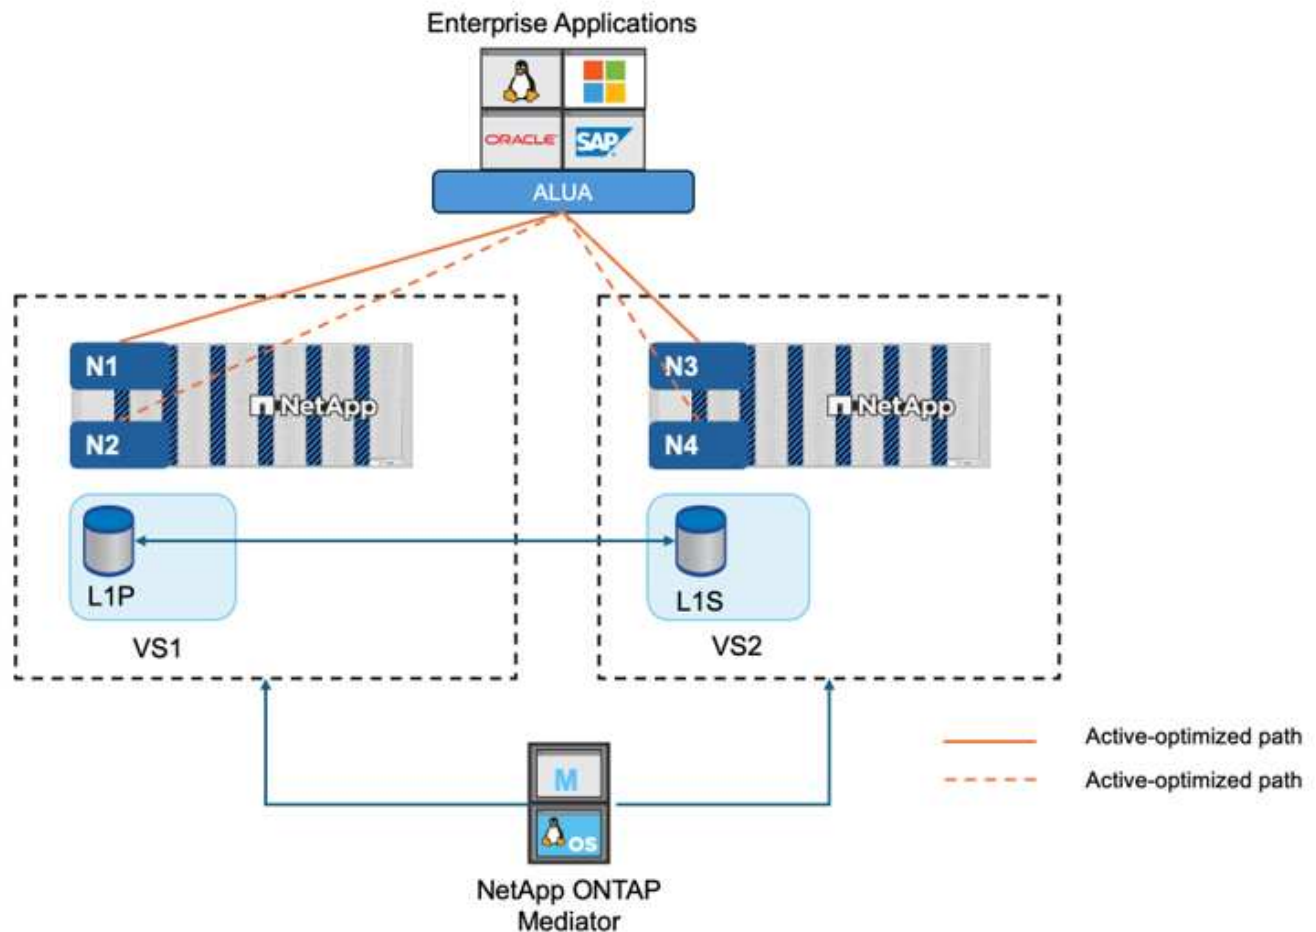 Enterprise Applications
ORACLE
SAP
ALUA
N1
NetApp
N2
N3
NetApp
N4
L1P
L1S
VS1
VS2
Active-optimized path
Active-optimized path
M
OS
NetApp ONTAP
Mediator